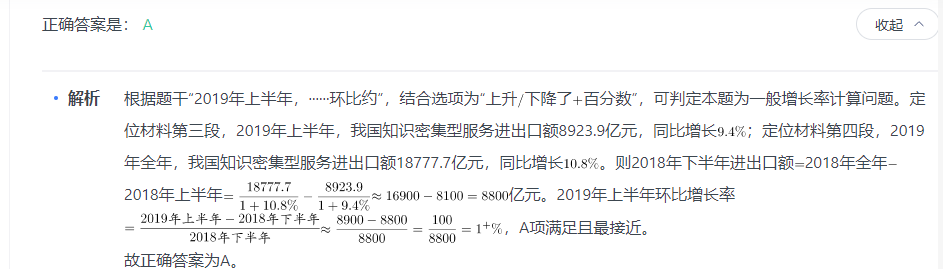 正确答案是： A
收起
解析 根据题干“2019年上半年，……环比约”，结合选项为“上升/下降了+百分数”，可判定本题为一般增长率计算问题。定
位材料第三段，2019年上半年，我国知识密集型服务进出口额8923.9亿元，同比增长9.4%；定位材料第四段，2019
年全年，我国知识密集型服务进出口额18777.7亿元，同比增长10.8%。则2018年下半年进出口额=2018年全年−
2018年上半年= 18777.7/(1+10.8%) − 8923.9/(1+9.4%) ≈ 16900 − 8100 = 8800亿元。2019年上半年环比增长率
= (2019年上半年−2018年下半年)/2018年下半年 ≈ (8900−8800)/8800 = 100/8800 = 1⁺%，A项满足且最接近。
故正确答案为A。